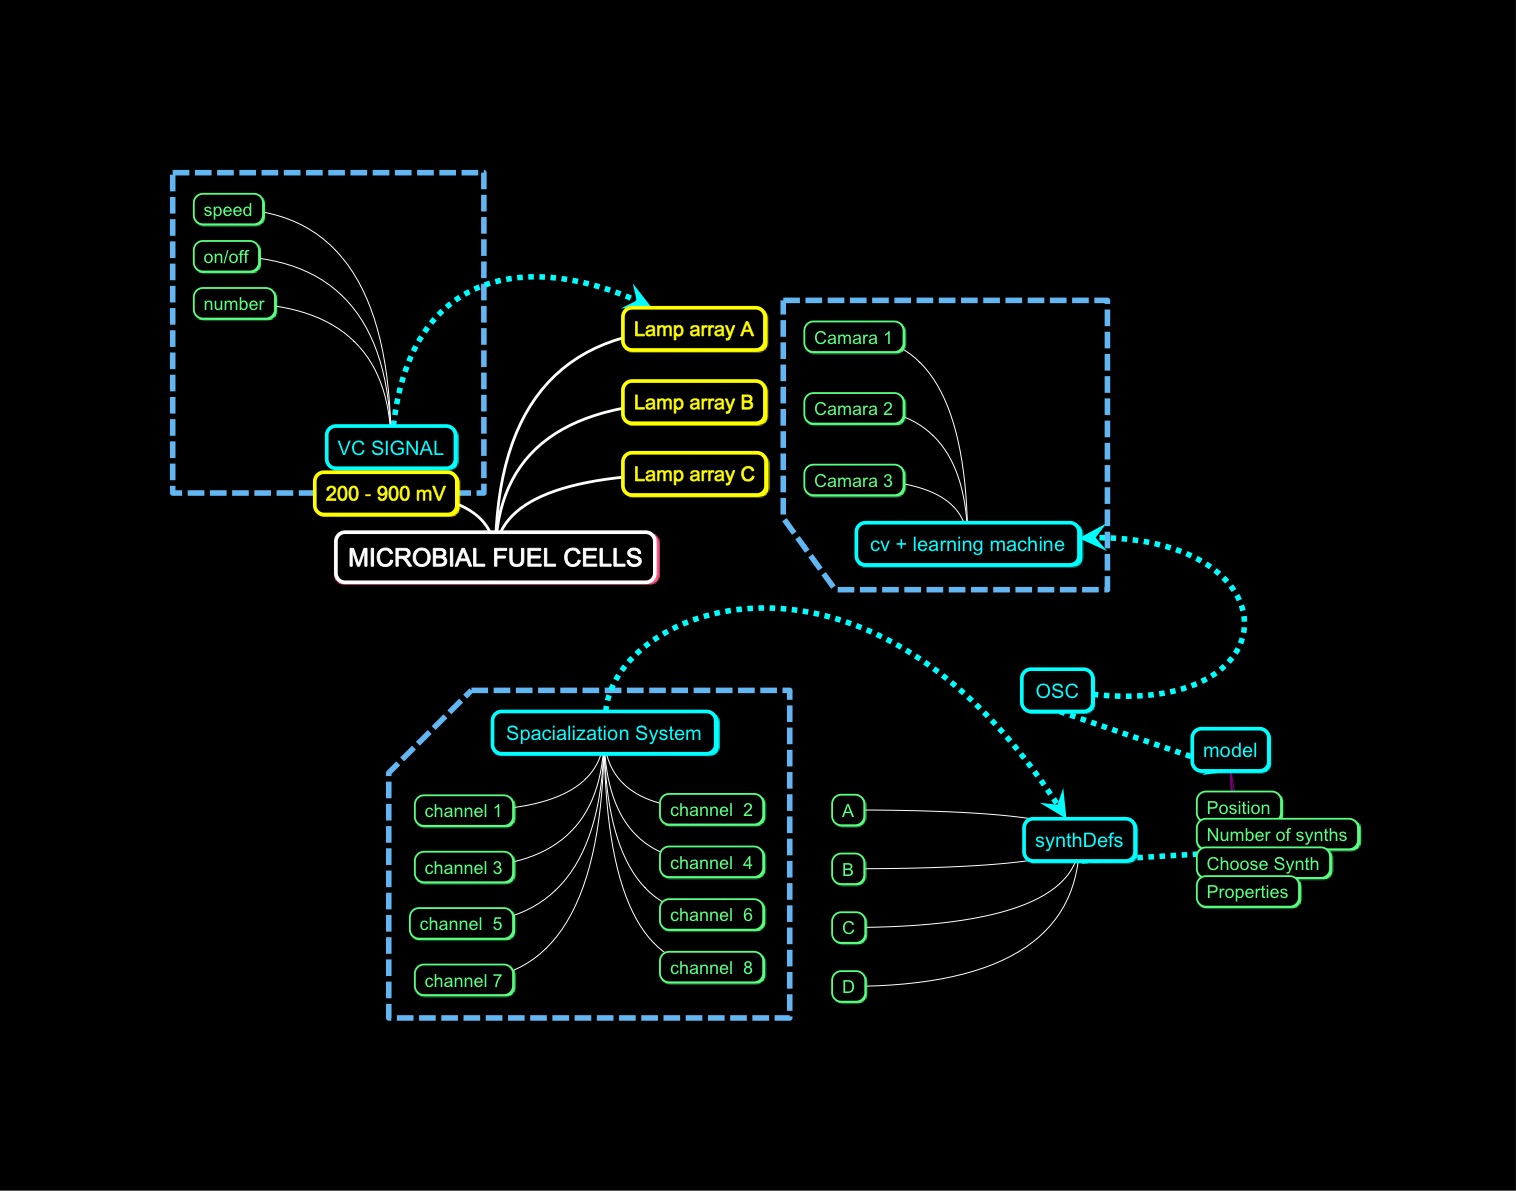 speed
on/off
number
VC SIGNAL
200 - 900 mV
MICROBIAL FUEL CELLS
Lamp array A
Lamp array B
Lamp array C
Camara 1
Camara 2
Camara 3
cv + learning machine
OSC
model
Position
Number of synths
Choose Synth
Properties
synthDefs
A
B
C
D
Spacialization System
channel 1
channel 2
channel 3
channel 4
channel 5
channel 6
channel 7
channel 8